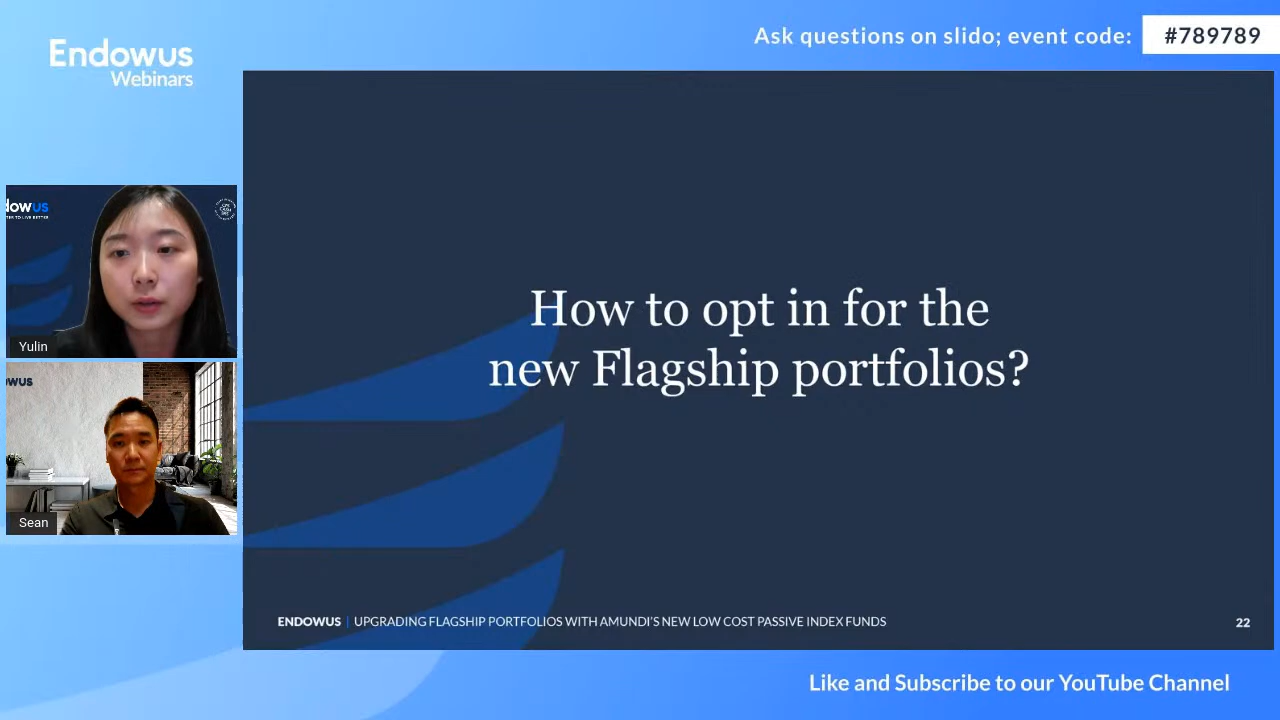 Endowus
Webinars
Ask questions on slido; event code:
#789789
dowus
Yulin
owus
Sean
How to opt in for the
new Flagship portfolios?
ENDOWUS | UPGRADING FLAGSHIP PORTFOLIOS WITH AMUNDI'S NEW LOW COST PASSIVE INDEX FUNDS
22
Like and Subscribe to our YouTube Channel